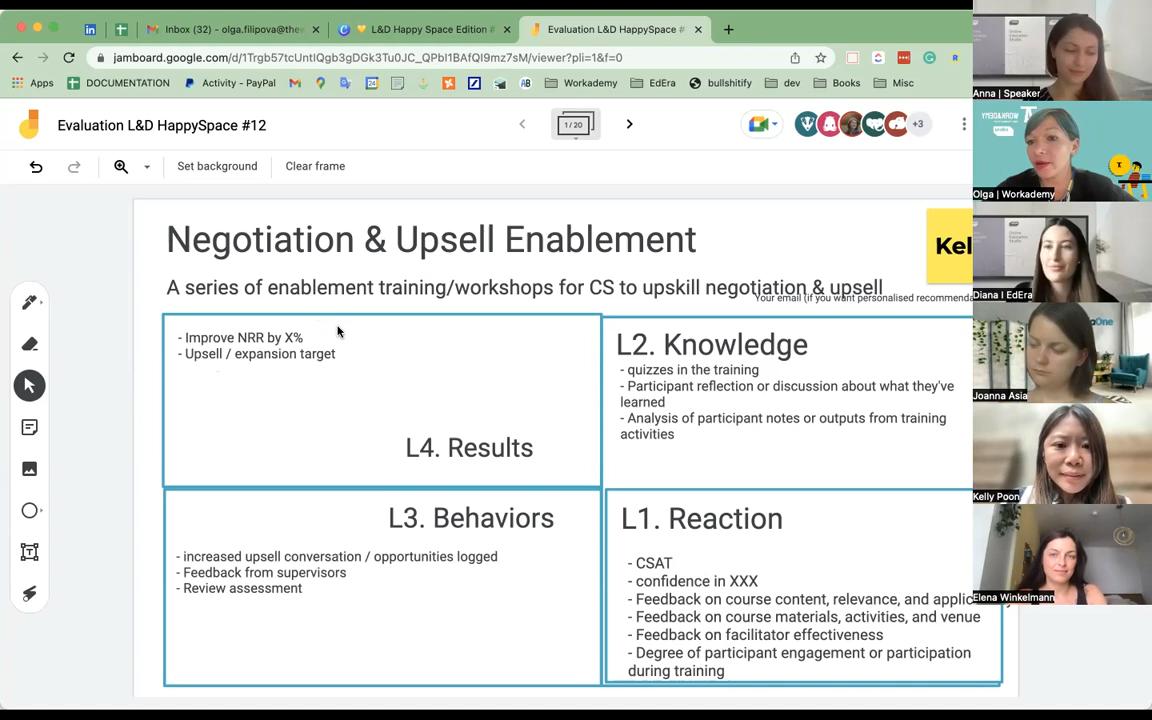 Inbox (32) - olga.filipova@the
L&D Happy Space Edition #
Evaluation L&D HappySpace #
jamboard.google.com/d/1Trgb57tcUntIQgb3gDGk3Tu0JC_QPbI1BAfQI9mz7sM/viewer?pli=1&f=0
Apps
DOCUMENTATION
Activity - PayPal
Workademy
EdEra
bullshitify
dev
Books
Misc
Evaluation L&D HappySpace #12
1/20
+3
Set background
Clear frame
Negotiation & Upsell Enablement
Kel
A series of enablement training/workshops for CS to upskill negotiation & upsell
Your email (if you want personalised recommenda
- Improve NRR by X%
- Upsell / expansion target
L4. Results
L2. Knowledge
- quizzes in the training
- Participant reflection or discussion about what they've
learned
- Analysis of participant notes or outputs from training
activities
L3. Behaviors
- increased upsell conversation / opportunities logged
- Feedback from supervisors
- Review assessment
L1. Reaction
- CSAT
- confidence in XXX
- Feedback on course content, relevance, and applic
- Feedback on course materials, activities, and venue
- Feedback on facilitator effectiveness
- Degree of participant engagement or participation
during training
Anna | Speaker
Olga | Workademy
Diana I EdEra
Joanna Asia
Kelly Poon
Elena Winkelmann